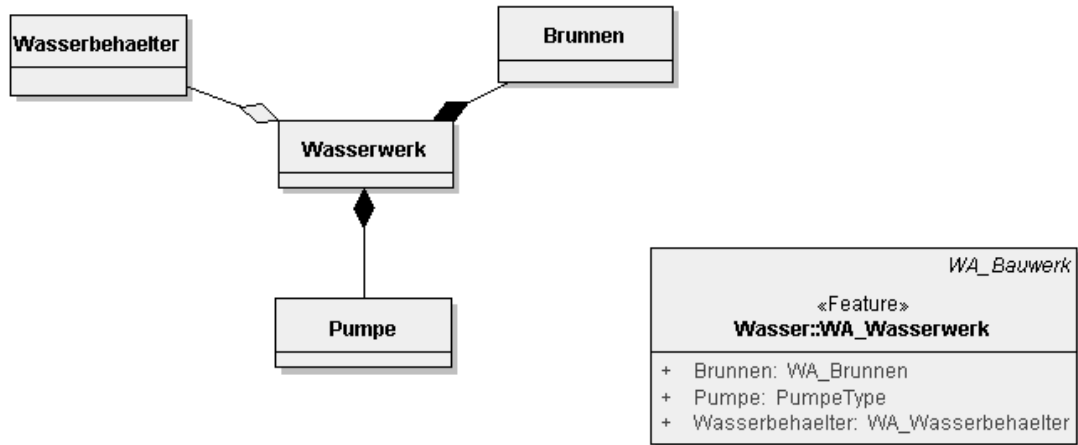 Wasserbehaelter
Brunnen
Wasserwerk
Pumpe
WA_Bauwerk
«Feature»
Wasser::WA_Wasserwerk
+ Brunnen: WA_Brunnen
+ Pumpe: PumpeType
+ Wasserbehaelter: WA_Wasserbehaelter